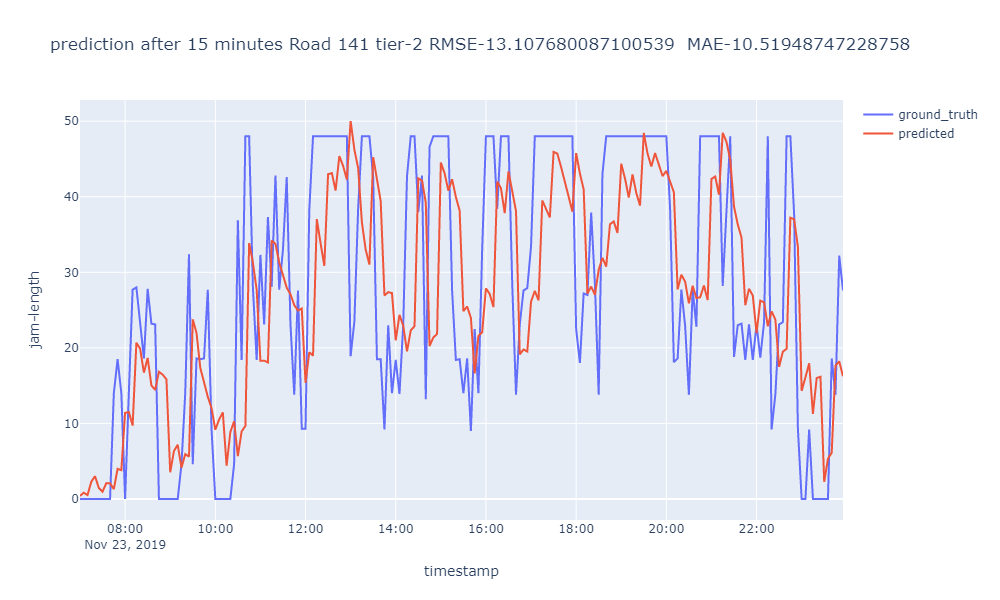 prediction after 15 minutes Road 141 tier-2 RMSE-13.107680087100539  MAE-10.51948747228758
ground_truth
predicted
50
40
30
20
10
0
jam-length
08:00 10:00 12:00 14:00 16:00 18:00 20:00 22:00
Nov 23, 2019
timestamp